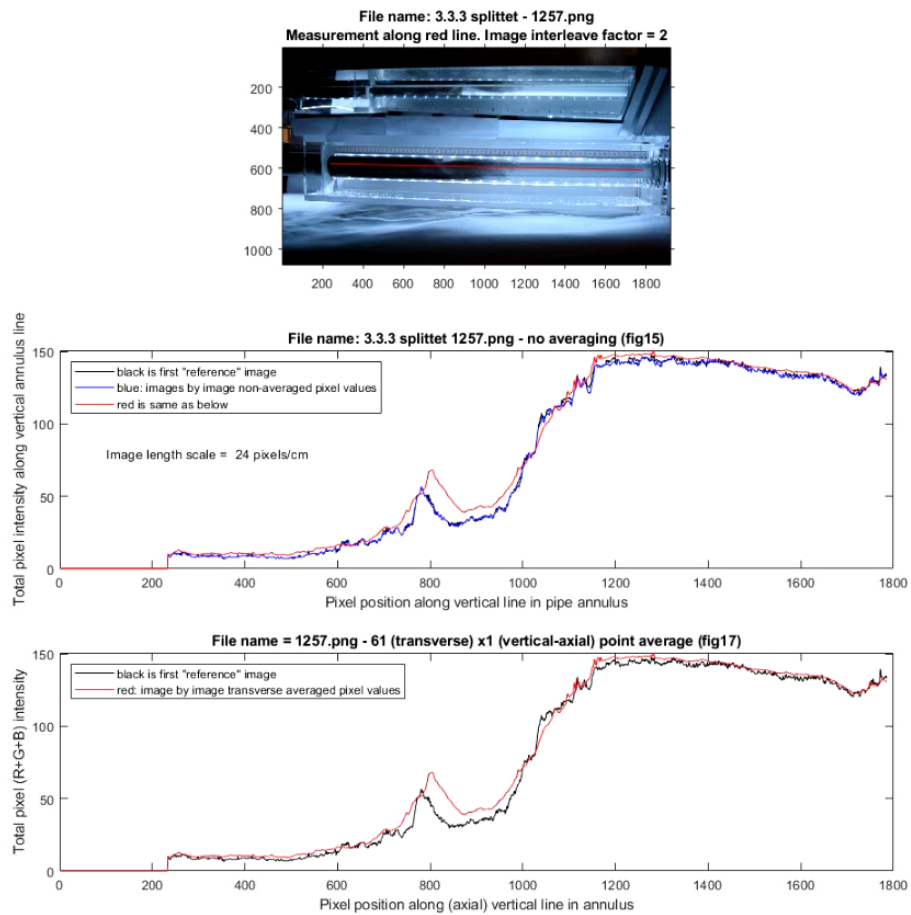 File name: 3.3.3 splittet - 1257.png
Measurement along red line. Image interleave factor = 2
200
400
600
800
1000
200 400 600 800 1000 1200 1400 1600 1800
File name: 3.3.3 splittet 1257.png - no averaging (fig15)
Total pixel intensity along vertical annulus line
150
100
50
0
black is first "reference" image
blue: images by image non-averaged pixel values
red is same as below
Image length scale = 24 pixels/cm
0 200 400 600 800 1000 1200 1400 1600 1800
Pixel position along vertical line in pipe annulus
File name = 1257.png - 61 (transverse) x1 (vertical-axial) point average (fig17)
Total pixel (R+G+B) intensity
150
100
50
0
black is first "reference" image
red: image by image transverse averaged pixel values
0 200 400 600 800 1000 1200 1400 1600 1800
Pixel position along (axial) vertical line in annulus